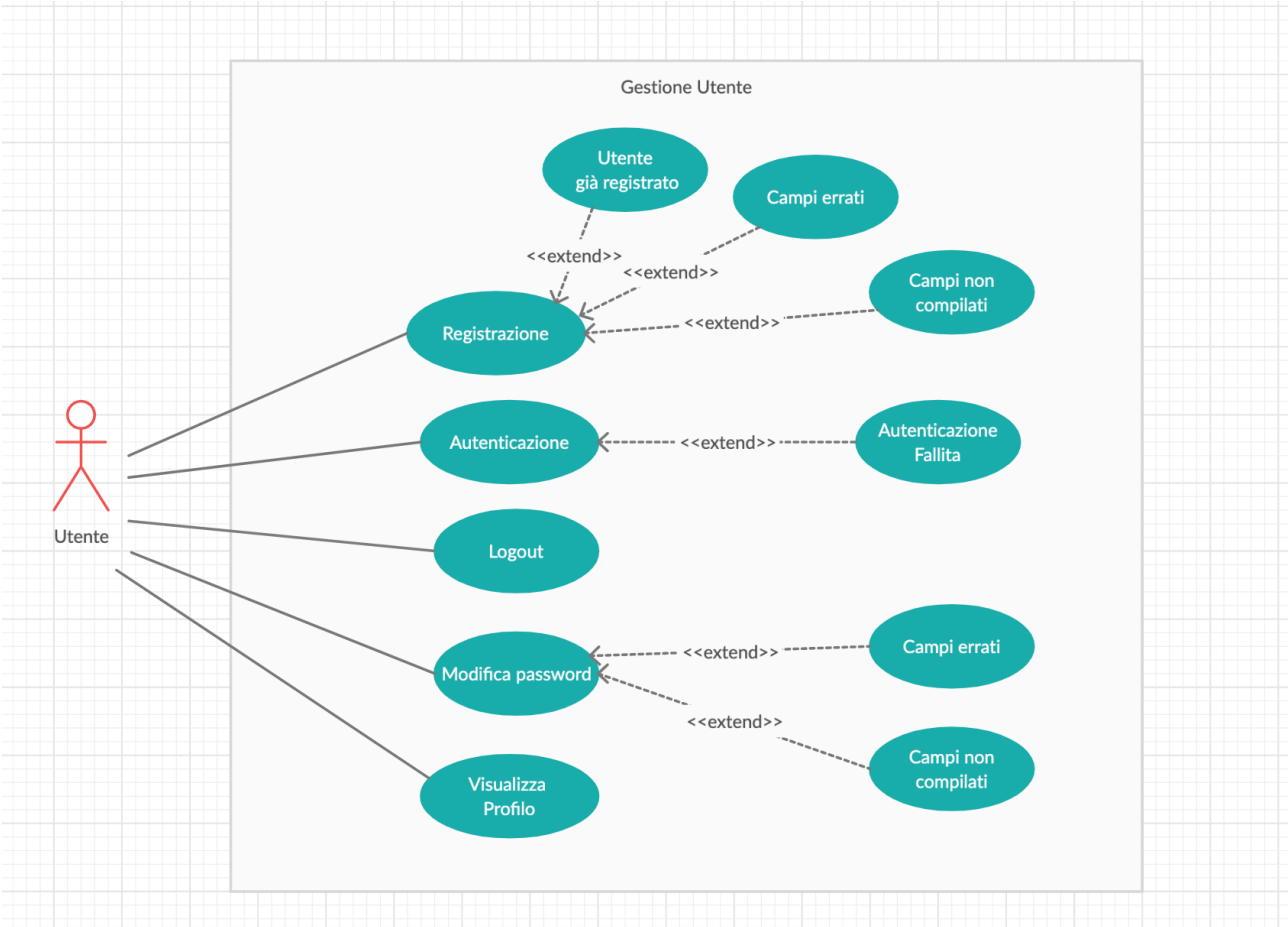 Gestione Utente
Utente
già registrato
Campi errati
<<extend>>
<<extend>>
Campi non
compilati
<<extend>>
Registrazione
Autenticazione
<<extend>>
Autenticazione
Fallita
Utente
Logout
Campi errati
<<extend>>
Modifica password
<<extend>>
Campi non
compilati
Visualizza
Profilo